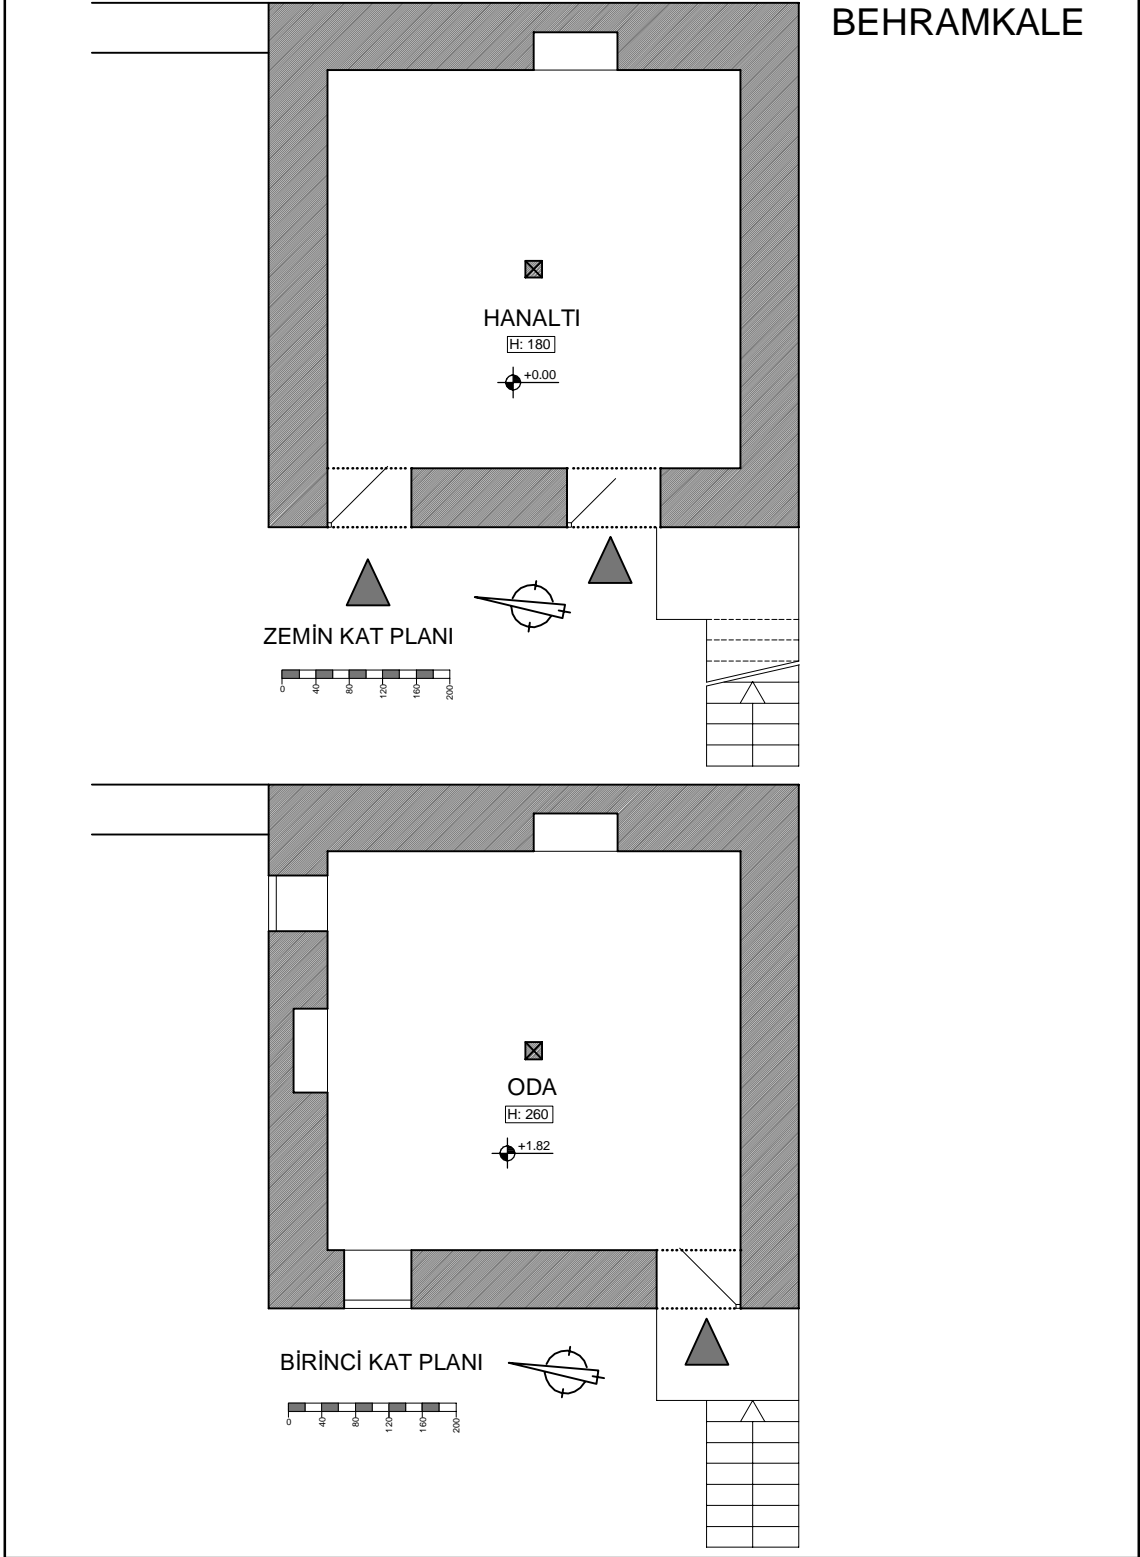 BEHRAMKALE
HANALTI
H: 180
+0.00
ZEMİN KAT PLANI
0 40 80 120 160 200
ODA
H: 260
+1.82
BİRİNCİ KAT PLANI
0 40 80 120 160 200